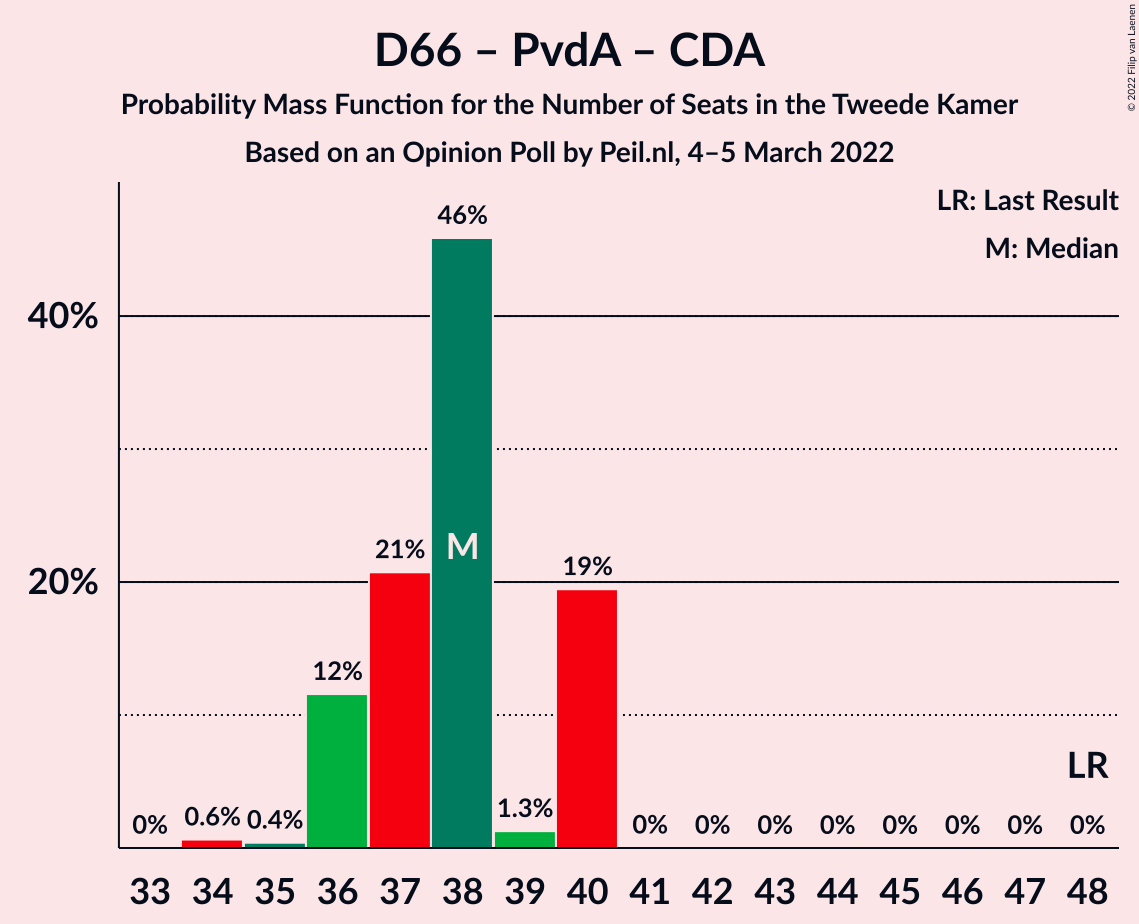 D66 – PvdA – CDA
Probability Mass Function for the Number of Seats in the Tweede Kamer
Based on an Opinion Poll by Peil.nl, 4–5 March 2022
© 2022 Filip van Laenen
LR: Last Result
M: Median
40%
20%
0%
0.6%
0.4%
12%
21%
46%
M
1.3%
19%
0%
0%
0%
0%
0%
0%
0%
0%
LR
33 34 35 36 37 38 39 40 41 42 43 44 45 46 47 48